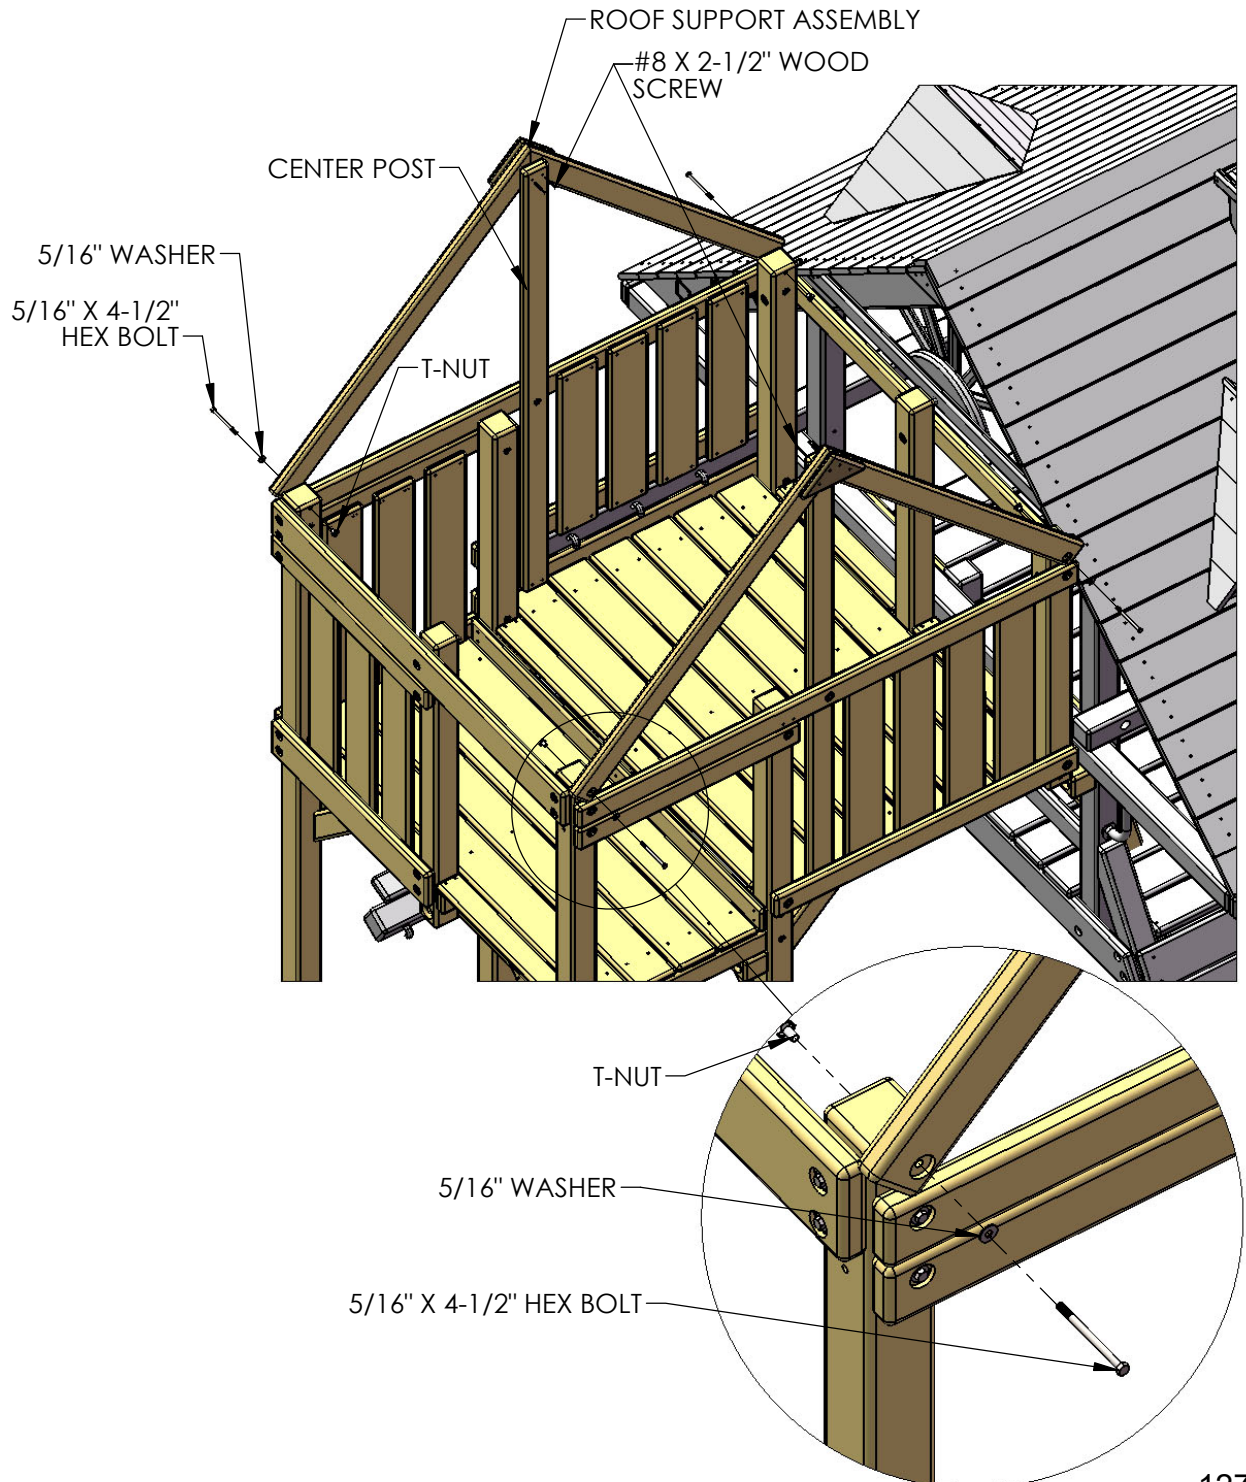 ROOF SUPPORT ASSEMBLY
#8 X 2-1/2" WOOD
SCREW
CENTER POST
5/16" WASHER
5/16" X 4-1/2"
HEX BOLT
T-NUT
T-NUT
5/16" WASHER
5/16" X 4-1/2" HEX BOLT